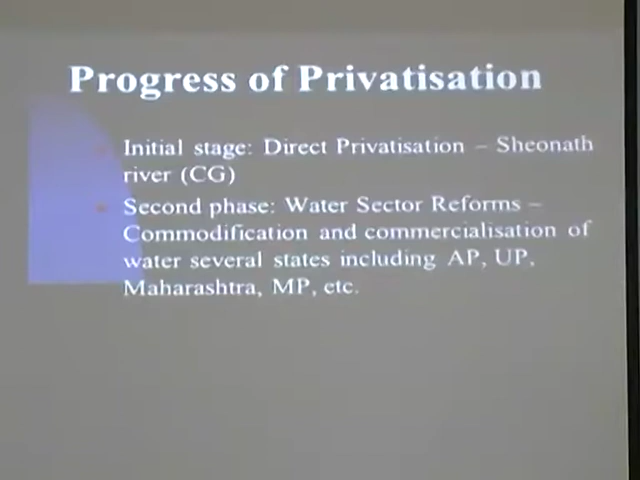 Progress of Privatisation
Initial stage: Direct Privatisation – Sheonath
river (CG)
Second phase: Water Sector Reforms –
Commodification and commercialisation of
water several states including AP, UP,
Maharashtra, MP, etc.